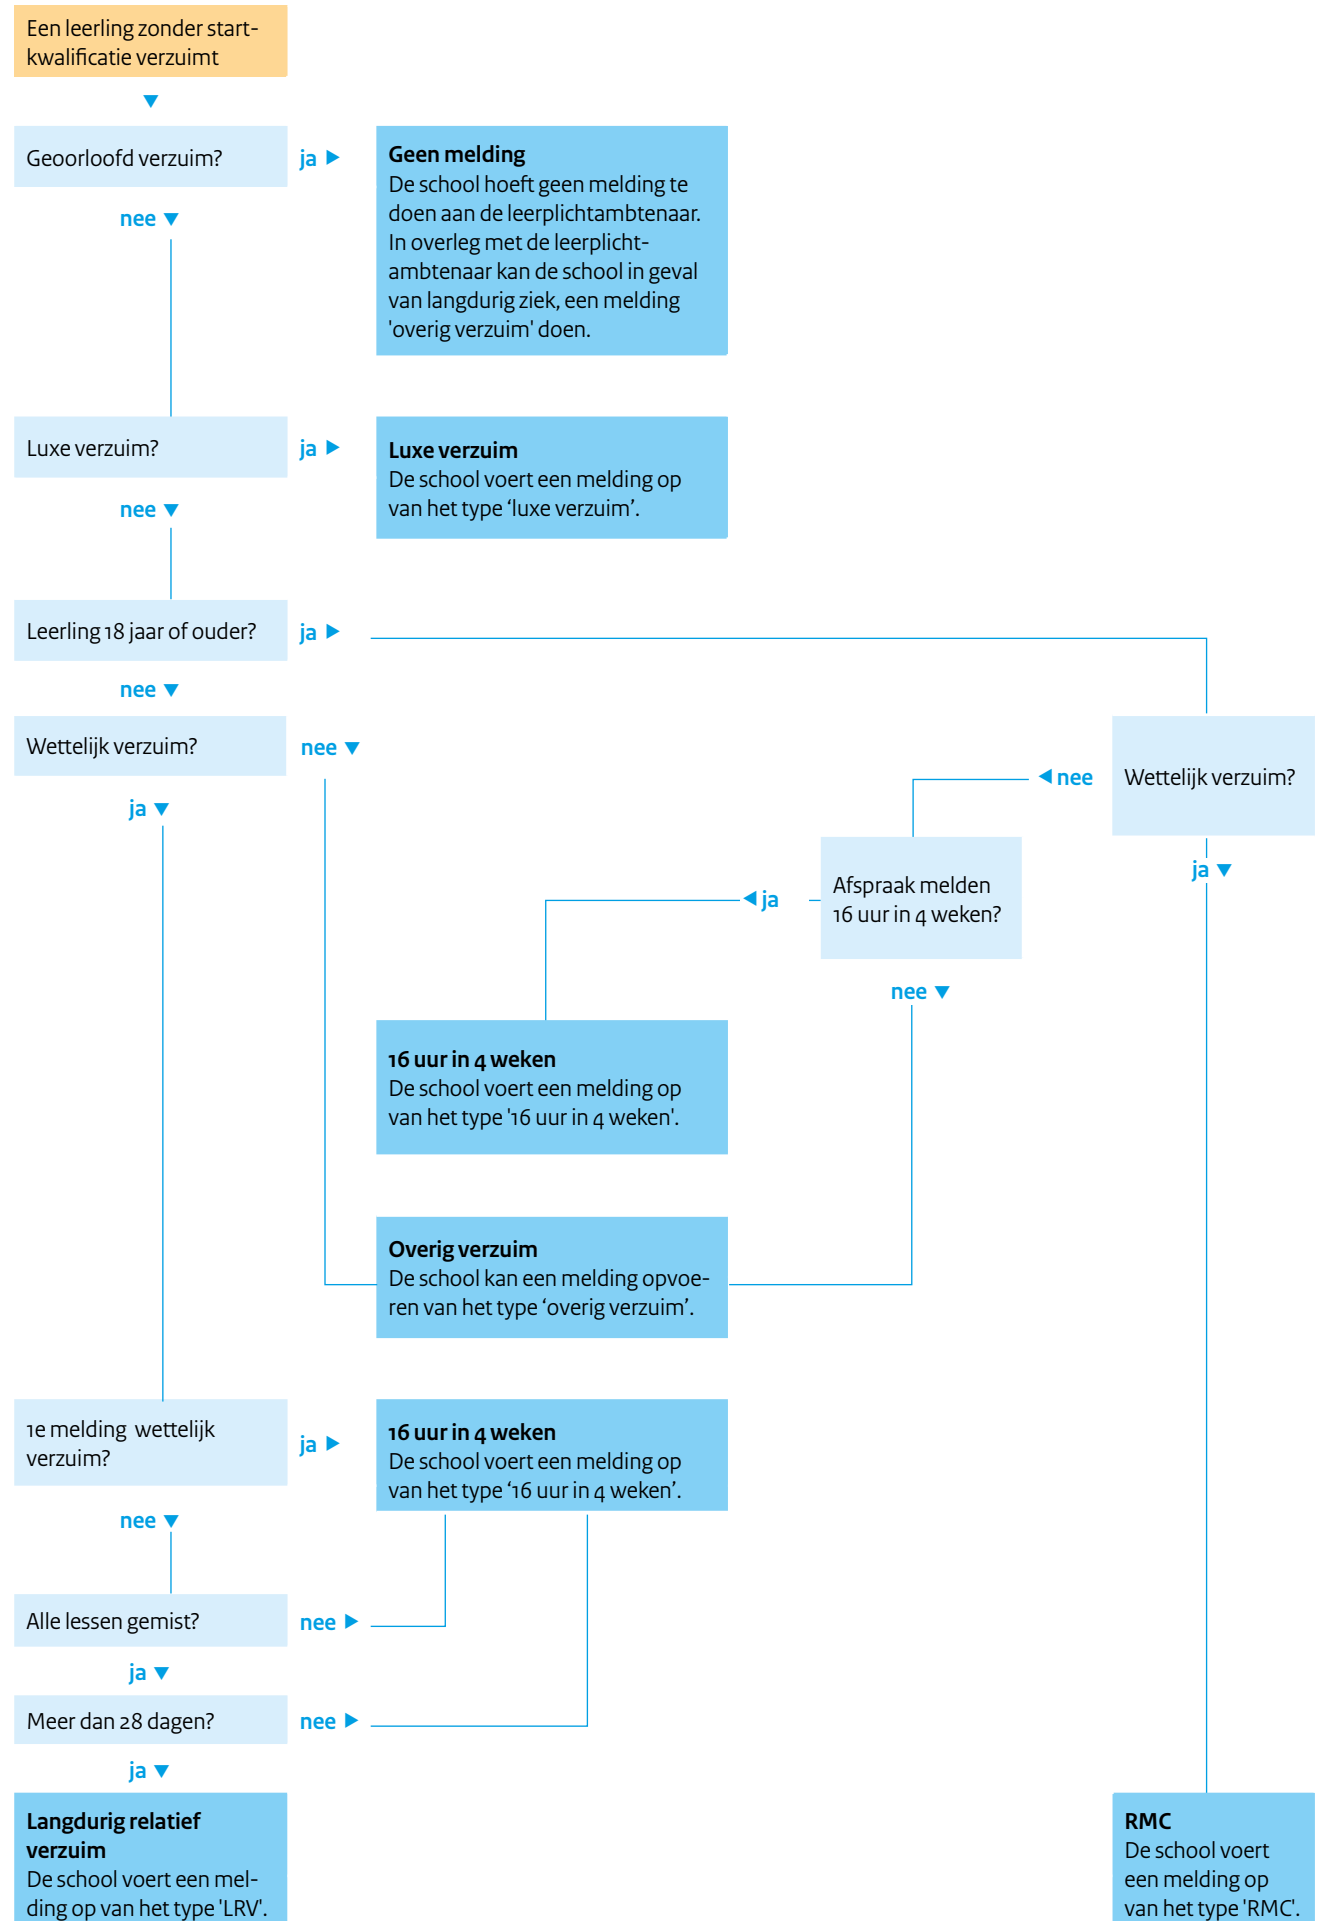 Een leerling zonder start-
kwalificatie verzuimt
Geoorloofd verzuim?
ja
nee
Geen melding
De school hoeft geen melding te
doen aan de leerplichtambtenaar.
In overleg met de leerplicht-
ambtenaar kan de school in geval
van langdurig ziek, een melding
'overig verzuim' doen.
Luxe verzuim?
ja
nee
Luxe verzuim
De school voert een melding op
van het type ‘luxe verzuim’.
Leerling 18 jaar of ouder?
ja
nee
Wettelijk verzuim?
nee
ja
Wettelijk verzuim?
nee
ja
Afspraak melden
16 uur in 4 weken?
ja
nee
16 uur in 4 weken
De school voert een melding op
van het type '16 uur in 4 weken'.
Overig verzuim
De school kan een melding opvoe-
ren van het type ‘overig verzuim’.
1e melding wettelijk
verzuim?
ja
nee
16 uur in 4 weken
De school voert een melding op
van het type ‘16 uur in 4 weken’.
Alle lessen gemist?
nee
ja
Meer dan 28 dagen?
nee
ja
Langdurig relatief
verzuim
De school voert een mel-
ding op van het type 'LRV'.
RMC
De school voert
een melding op
van het type 'RMC'.